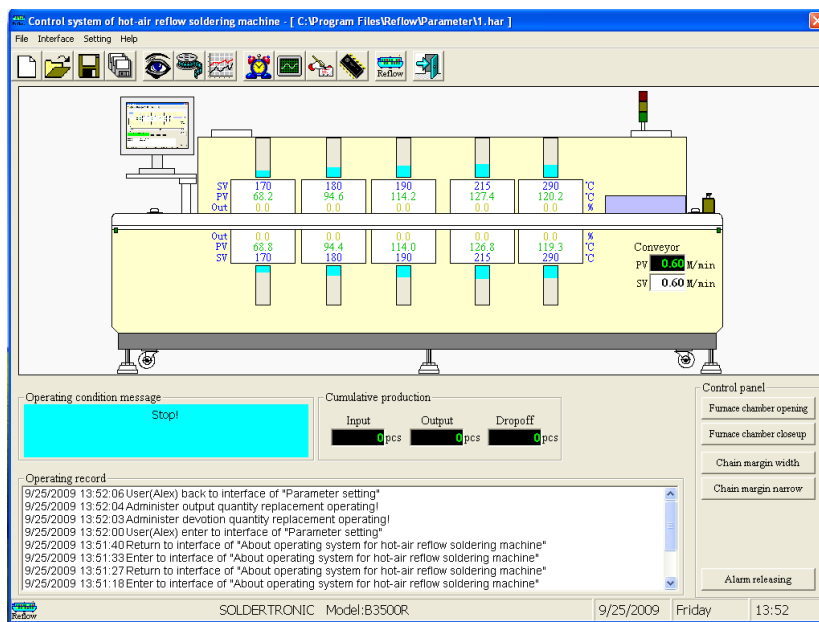 Control system of hot-air reflow soldering machine - [ C:\Program Files\Reflow\Parameter\1.har ]
File Interface Setting Help
Reflow
SV 170 180 190 215 290 °C
PV 68.2 94.6 114.2 127.4 120.2 °C
Out 0.0 0.0 0.0 0.0 0.0 %
Out 0.0 0.0 0.0 0.0 0.0 %
PV 68.8 94.4 114.0 126.8 119.3 °C
SV 170 180 190 215 290 °C
Conveyor
PV 0.60 M/min
SV 0.60 M/min
Operating condition message
Stop!
Cumulative production
Input Output Dropoff
0 pcs 0 pcs 0 pcs
Control panel
Furnace chamber opening
Furnace chamber closeup
Chain margin width
Chain margin narrow
Alarm releasing
Operating record
9/25/2009 13:52:06 User(Alex) back to interface of "Parameter setting"
9/25/2009 13:52:04 Administer output quantity replacement operating!
9/25/2009 13:52:03 Administer devotion quantity replacement operating!
9/25/2009 13:52:00 User(Alex) enter to interface of "Parameter setting"
9/25/2009 13:51:40 Return to interface of "About operating system for hot-air reflow soldering machine"
9/25/2009 13:51:33 Enter to interface of "About operating system for hot-air reflow soldering machine"
9/25/2009 13:51:27 Return to interface of "About operating system for hot-air reflow soldering machine"
9/25/2009 13:51:18 Enter to interface of "About operating system for hot-air reflow soldering machine"
Reflow SOLDERTRONIC Model:B3500R 9/25/2009 Friday 13:52